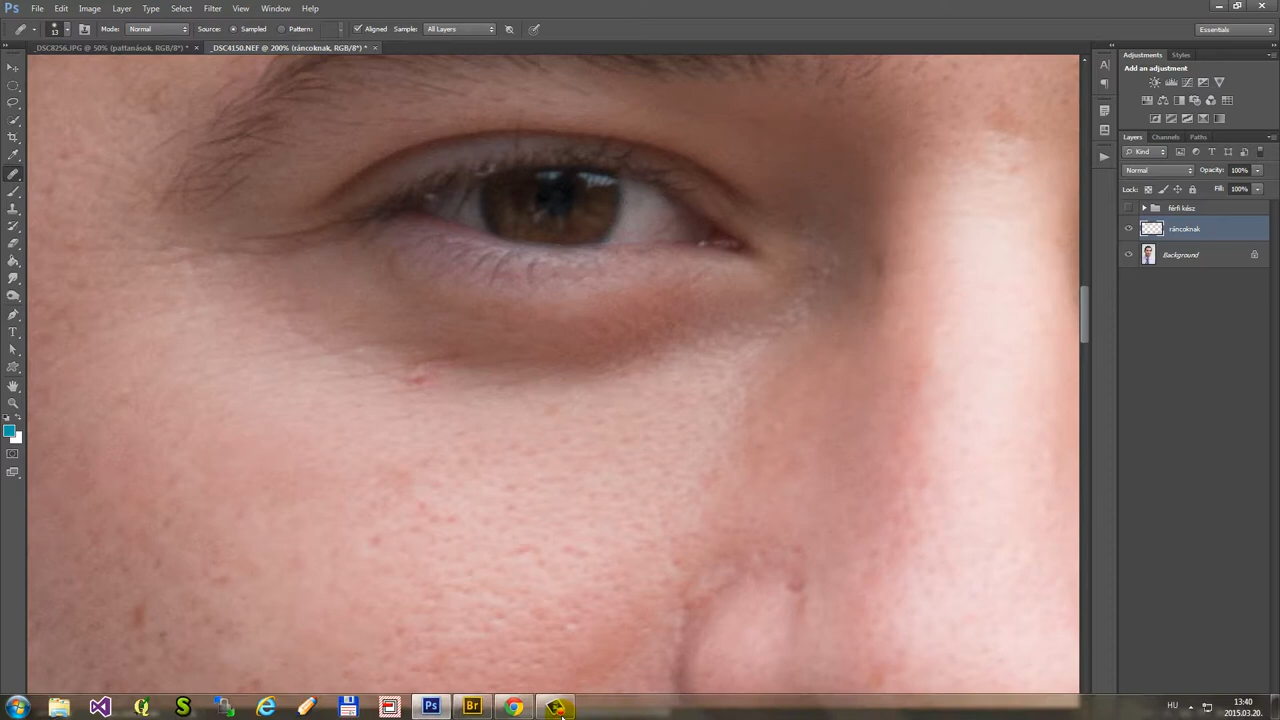 Ps File Edit Image Layer Type Select Filter View Window Help
13 Mode: Normal Source: Sampled Pattern: Aligned Sample: All Layers Essentials
_DSC8256.JPG @ 50% (pattanások, RGB/8*) * × _DSC4150.NEF @ 200% (ráncoknak, RGB/8*) * ×
Adjustments Styles
Add an adjustment
Layers Channels Paths
Kind
Normal Opacity: 100%
Lock: Fill: 100%
férfi kész
ráncoknak
Background
Ps Br
HU 13:40
2015.03.20.